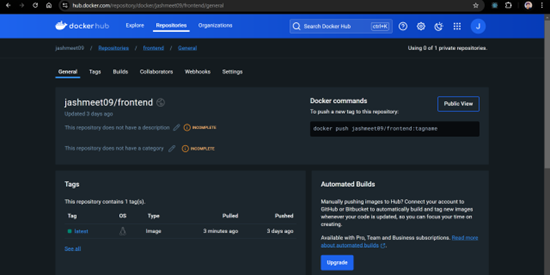 hub.docker.com/repository/docker/jashmeet09/frontend/general
dockerhub
Explore
Repositories
Organizations
Search Docker Hub
ctrl+K
J
jashmeet09 / Repositories / frontend / General
Using 0 of 1 private repositories.
General
Tags
Builds
Collaborators
Webhooks
Settings
jashmeet09/frontend
Updated 3 days ago
This repository does not have a description
INCOMPLETE
This repository does not have a category
INCOMPLETE
Docker commands
Public View
To push a new tag to this repository:
docker push jashmeet09/frontend:tagname
Tags
This repository contains 1 tag(s).
Tag OS Type Pulled Pushed
latest Image 3 minutes ago 3 days ago
See all
Automated Builds
Manually pushing images to Hub? Connect your account to
GitHub or Bitbucket to automatically build and tag new images
whenever your code is updated, so you can focus your time on
creating.
Available with Pro, Team and Business subscriptions. Read more
about automated builds
Upgrade